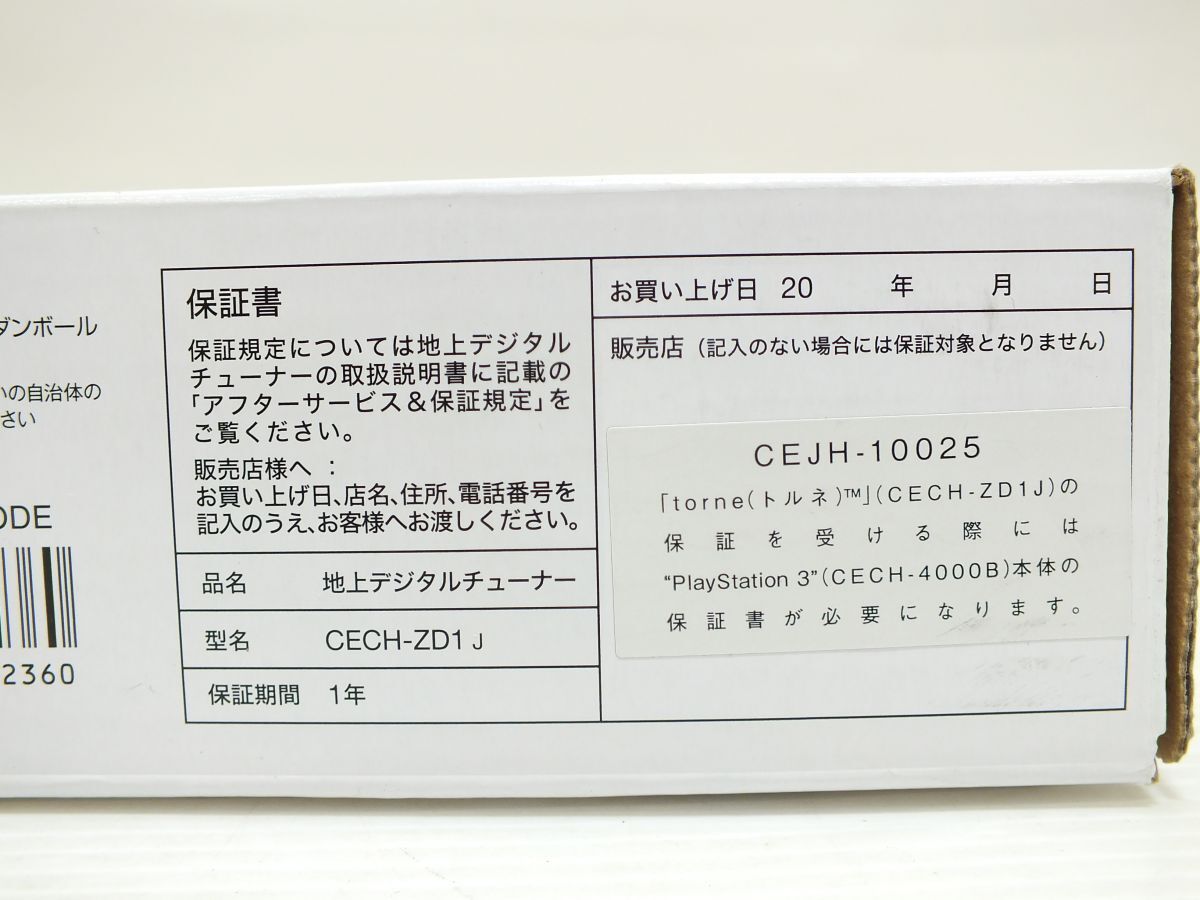 ダンボール
いの自治体の
さい
ODE
2360
保証書
保証規定については地上デジタル
チューナーの取扱説明書に記載の
「アフターサービス&保証規定」を
ご覧ください。
販売店様へ：
お買い上げ日、店名、住所、電話番号を
記入のうえ、お客様へお渡しください。
品名 地上デジタルチューナー
型名 CECH-ZD1 J
保証期間 1年
お買い上げ日 20 年 月 日
販売店（記入のない場合には保証対象となりません）
CEJH-10025
「torne(トルネ)™」(CECH-ZD1J)の
保証を受ける際には
“PlayStation 3”(CECH-4000B)本体の
保証書が必要になります。